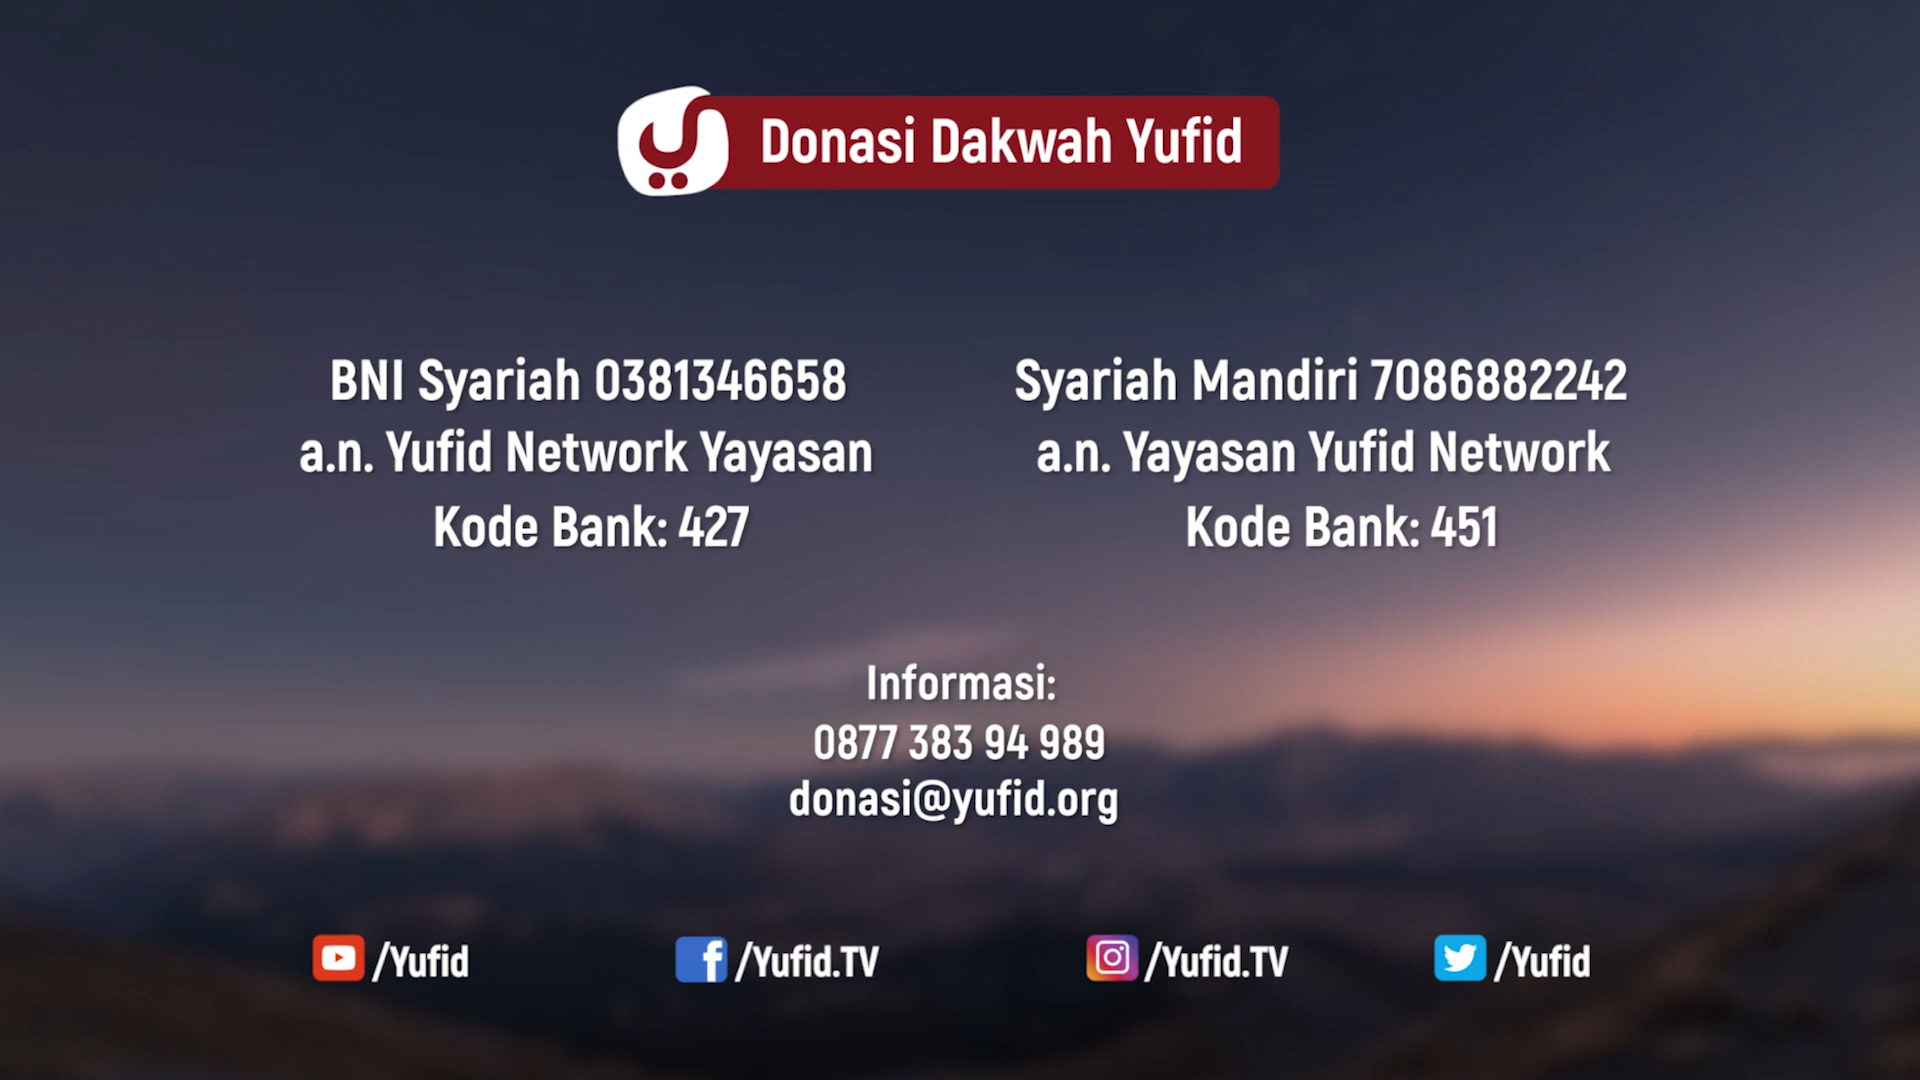 Donasi Dakwah Yufid
BNI Syariah 0381346658
a.n. Yufid Network Yayasan
Kode Bank: 427
Syariah Mandiri 7086882242
a.n. Yayasan Yufid Network
Kode Bank: 451
Informasi:
0877 383 94 989
donasi@yufid.org
/Yufid
/Yufid.TV
/Yufid.TV
/Yufid